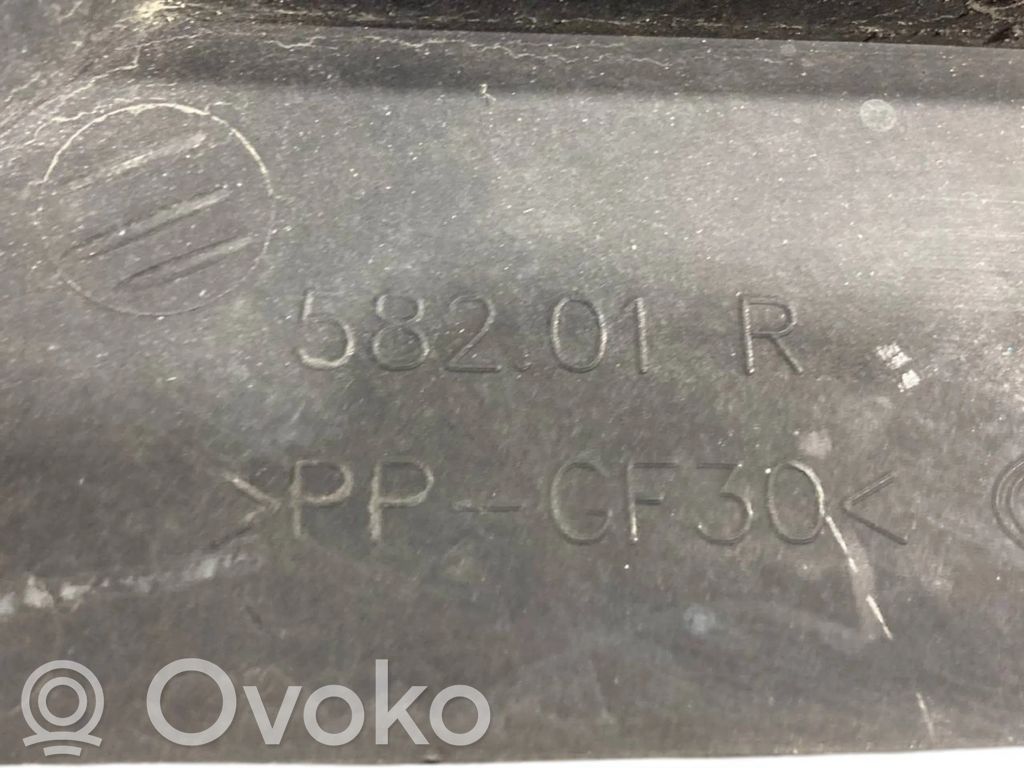 582.01 R
>PP-GF30<
Ovoko